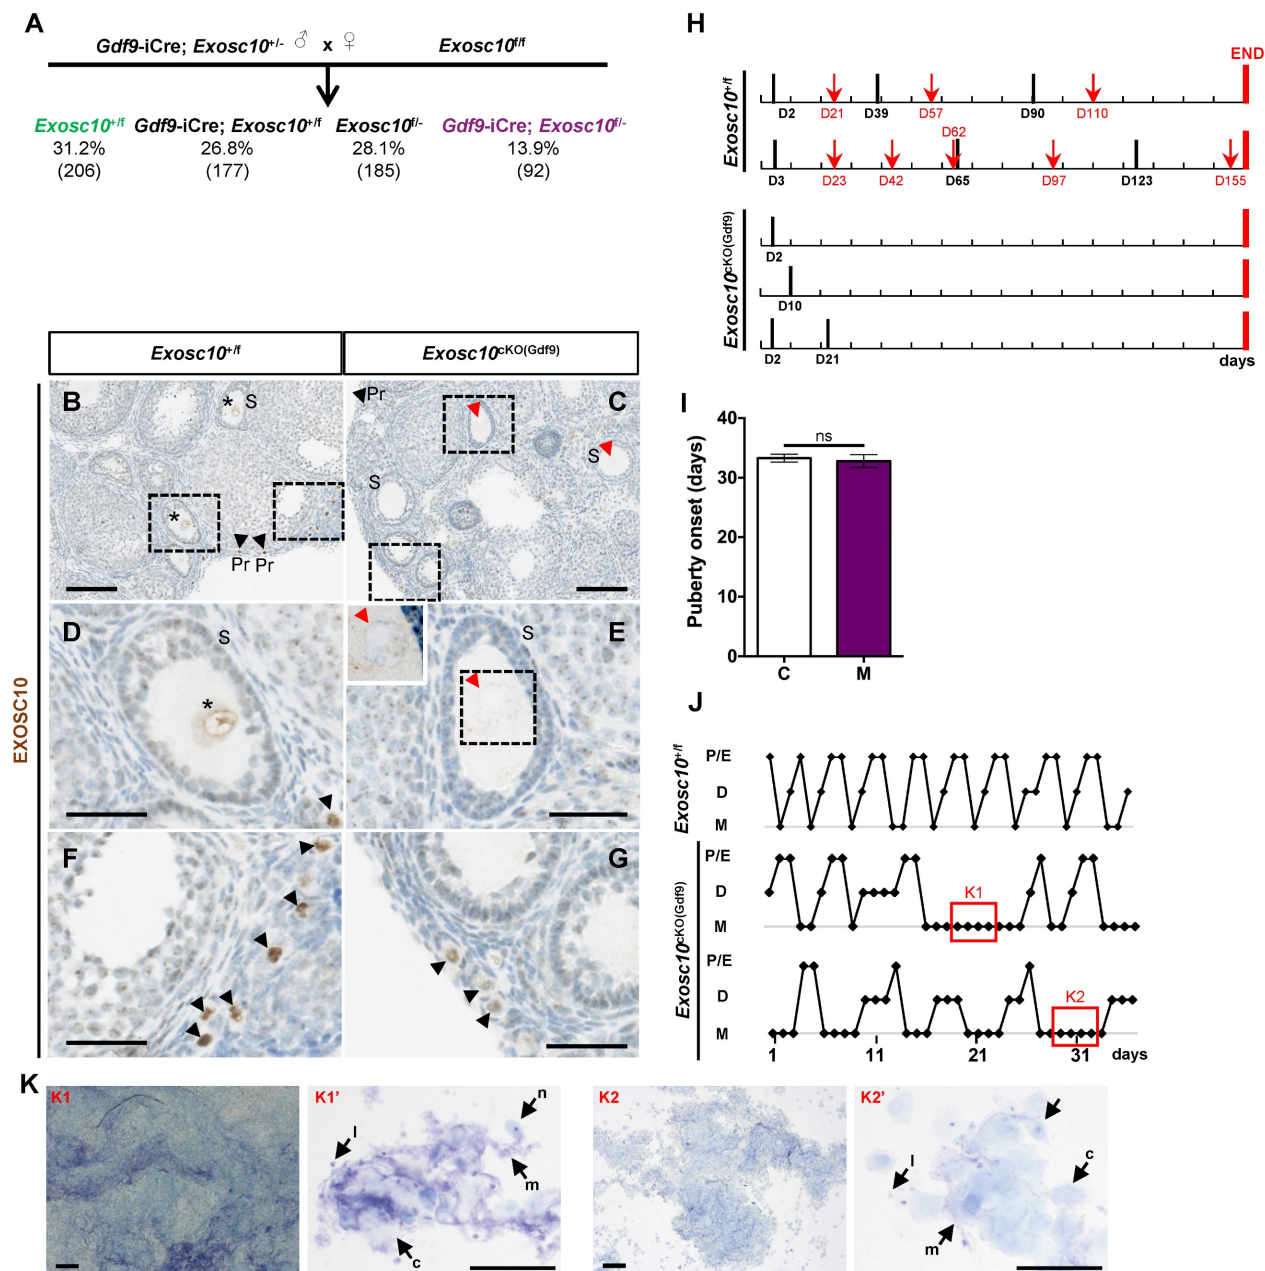 A
Gdf9-iCre; Exosc10+/- ♂ x ♀ Exosc10f/f
Exosc10+/f Gdf9-iCre; Exosc10+/f Exosc10f/- Gdf9-iCre; Exosc10f/-
31.2% 26.8% 28.1% 13.9%
(206) (177) (185) (92)
Exosc10+/f Exosc10cKO(Gdf9)
EXOSC10
B * S * Pr Pr
C Pr S S
D S *
E S
F
G
H
END
Exosc10+/f
D2 D21 D39 D57 D90 D110
D62
D3 D23 D42 D65 D97 D123 D155
Exosc10cKO(Gdf9)
D2
D10
D2 D21
days
I
Puberty onset (days)
40
30
20
10
0
ns
C M
J
Exosc10+/f
P/E
D
M
Exosc10cKO(Gdf9)
P/E
D K1
M
P/E
D K2
M
1 11 21 31 days
K
K1
K1’ l n m c
K2
K2’ l c m